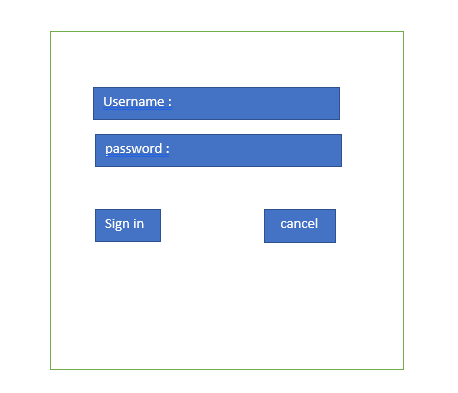 Username :
password :
Sign in
cancel